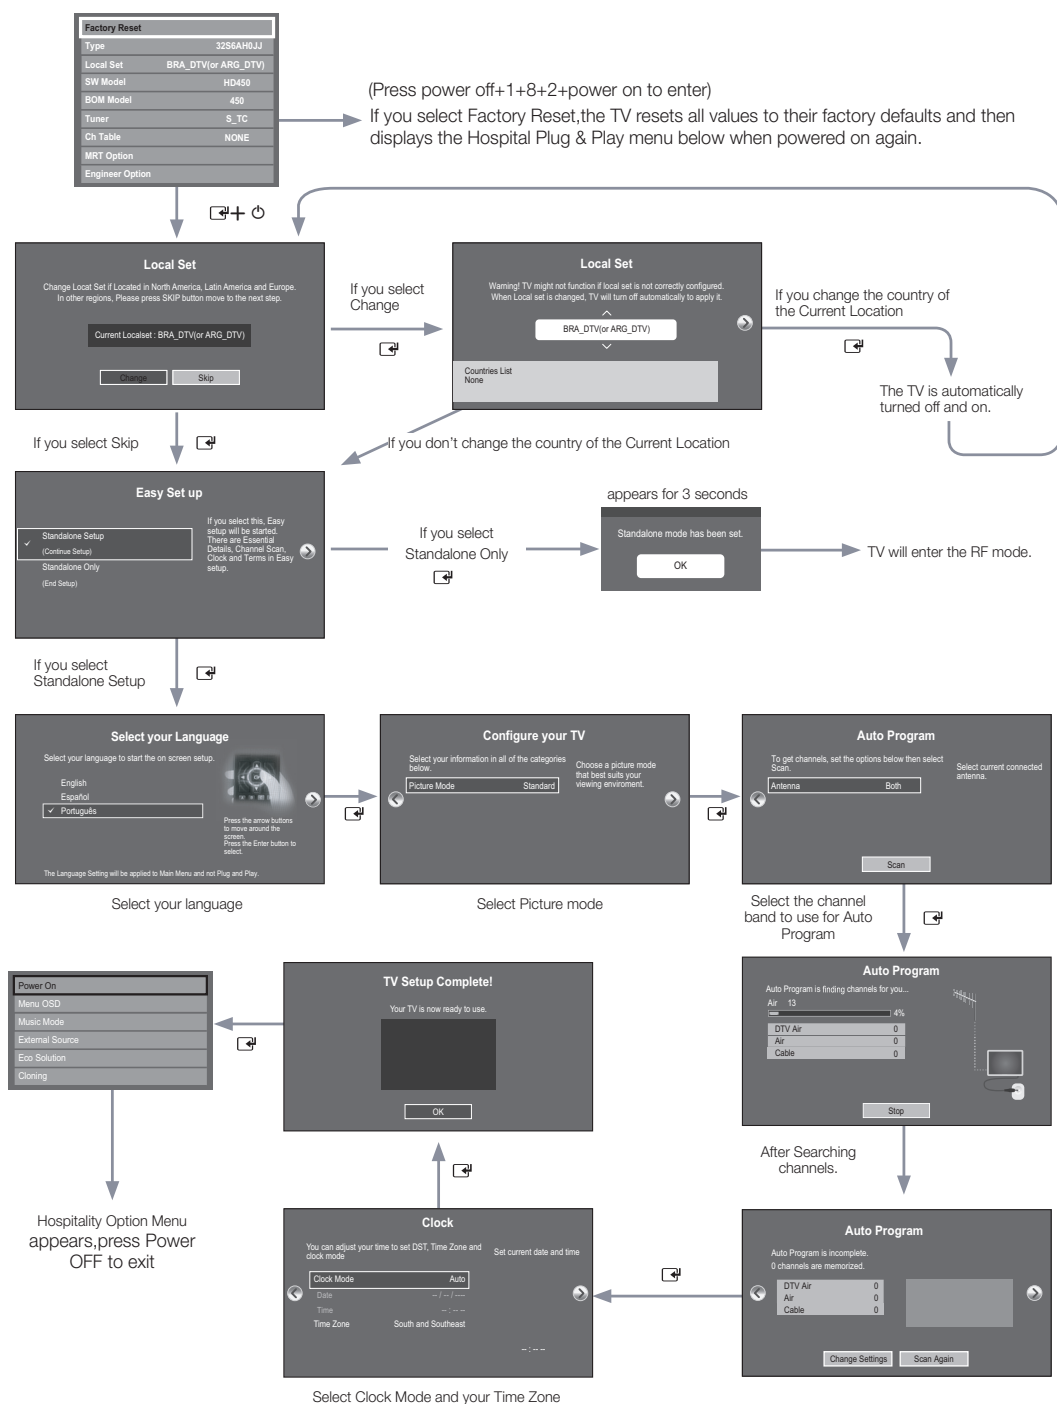 Factory Reset
Type 32S6AH0JJ
Local Set BRA_DTV(or ARG_DTV)
SW Model HD450
BOM Model 450
Tuner S_TC
Ch Table NONE
MRT Option
Engineer Option
(Press power off+1+8+2+power on to enter)
If you select Factory Reset,the TV resets all values to their factory defaults and then
displays the Hospital Plug & Play menu below when powered on again.
Local Set
Change Locat Set if Located in North America, Latin America and Europe.
In other regions, Please press SKIP button move to the next step.
Current Localset : BRA_DTV(or ARG_DTV)
Change Skip
If you select
Change
Local Set
Warning! TV might not function if local set is not correctly configured.
When Local set is changed, TV will turn off automatically to apply it.
BRA_DTV(or ARG_DTV)
Countries List
None
If you change the country of
the Current Location
The TV is automatically
turned off and on.
If you select Skip
If you don't change the country of the Current Location
Easy Set up
Standalone Setup
(Continue Setup)
Standalone Only
(End Setup)
If you select this, Easy
setup will be started.
There are Essential
Details, Channel Scan,
Clock and Terms in Easy
setup.
If you select
Standalone Only
appears for 3 seconds
Standalone mode has been set.
OK
TV will enter the RF mode.
If you select
Standalone Setup
Select your Language
Select your language to start the on screen setup.
English
Español
Português
Press the arrow buttons
to move around the
screen.
Press the Enter button to
select.
The Language Setting will be applied to Main Menu and not Plug and Play.
Select your language
Configure your TV
Select your information in all of the categories
below.
Picture Mode Standard
Choose a picture mode
that best suits your
viewing enviroment.
Select Picture mode
Auto Program
To get channels, set the options below then select
Scan.
Antenna Both
Select current connected
antenna.
Scan
Select the channel
band to use for Auto
Program
Auto Program
Auto Program is finding channels for you...
Air 13
4%
DTV Air 0
Air 0
Cable 0
Stop
After Searching
channels.
Auto Program
Auto Program is incomplete.
0 channels are memorized.
DTV Air 0
Air 0
Cable 0
Change Settings Scan Again
Clock
You can adjust your time to set DST, Time Zone and
clock mode
Set current date and time
Clock Mode Auto
Date -- / -- / ----
Time -- : -- --
Time Zone South and Southeast
-- : -- --
Select Clock Mode and your Time Zone
TV Setup Complete!
Your TV is now ready to use.
OK
Power On
Menu OSD
Music Mode
External Source
Eco Solution
Cloning
Hospitality Option Menu
appears,press Power
OFF to exit